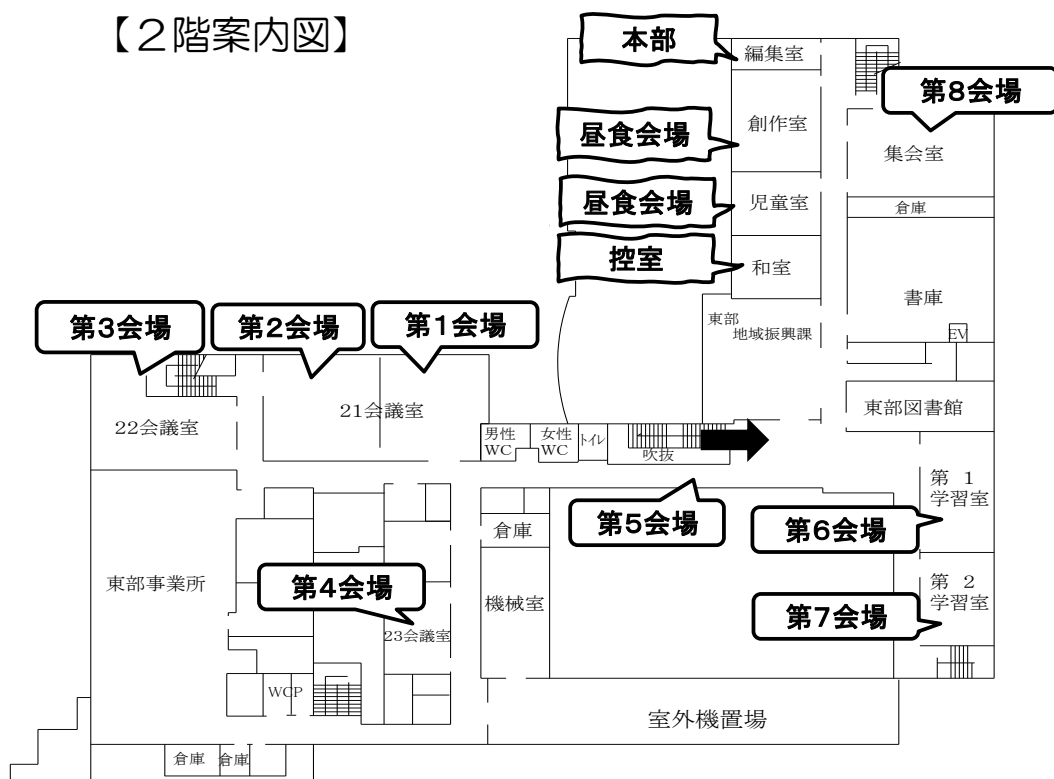 【２階案内図】
本部
編集室
第８会場
昼食会場
創作室
集会室
昼食会場
児童室
倉庫
控室
和室
書庫
東部
地域振興課
EV
第３会場
第２会場
第１会場
22会議室
21会議室
東部図書館
男性
WC
女性
WC
トイレ
吹抜
第 1
学習室
第５会場
第６会場
倉庫
東部事業所
第４会場
機械室
第 2
学習室
第７会場
23会議室
WCP
室外機置場
倉庫
倉庫